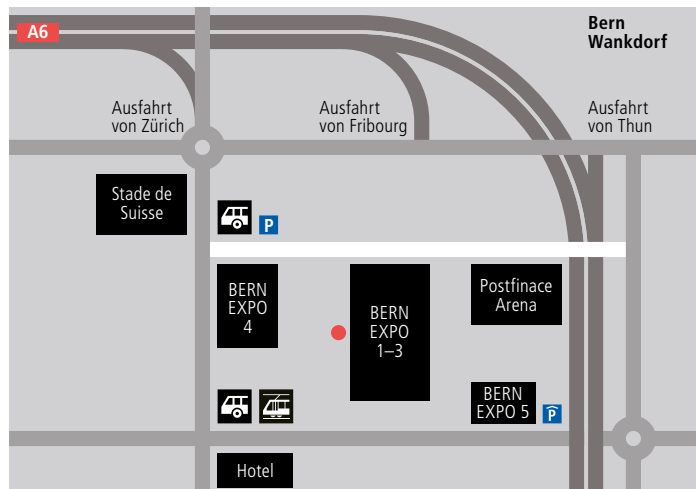 A6
Bern
Wankdorf
Ausfahrt
von Zürich
Ausfahrt
von Fribourg
Ausfahrt
von Thun
Stade de
Suisse
P
BERN
EXPO
4
BERN
EXPO
1–3
Postfinace
Arena
BERN
EXPO 5
P
Hotel